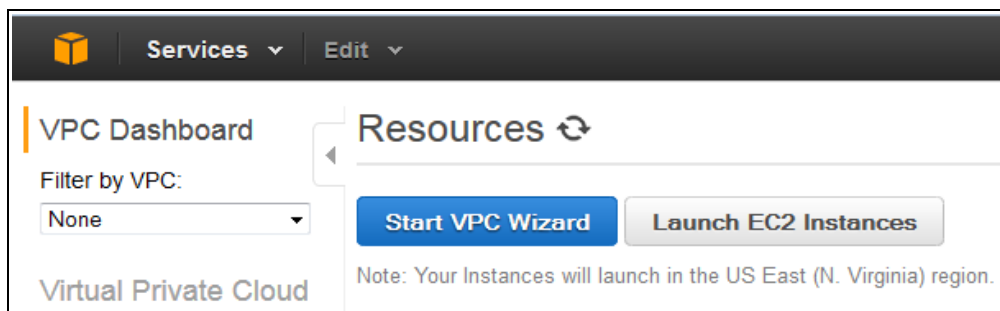 Services Edit
VPC Dashboard
Filter by VPC:
None
Virtual Private Cloud
Resources
Start VPC Wizard Launch EC2 Instances
Note: Your Instances will launch in the US East (N. Virginia) region.